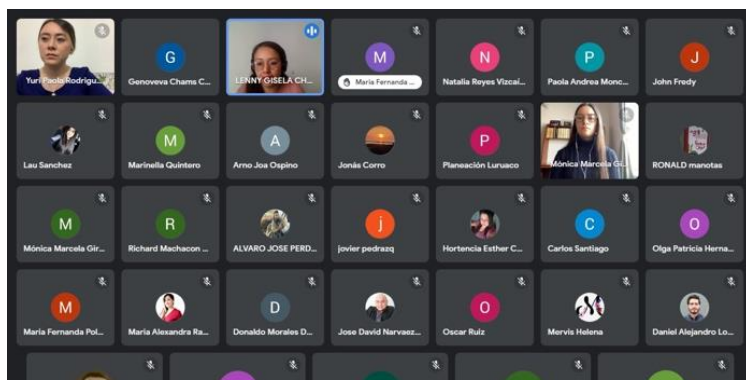 Yuri Paola Rodrigu...
G
Genoveva Chams C...
LENNY GISELA CH...
M
Maria Fernanda ...
N
Natalia Reyes Vizcai...
P
Paola Andrea Monc...
J
John Fredy
Lau Sanchez
M
Marinella Quintero
A
Arno Joa Ospino
Jonás Corro
P
Planeación Luruaco
Mónica Marcela Gi...
RONALD manotas
M
Mónica Marcela Gir...
R
Richard Machacon ...
ALVARO JOSE PERD...
j
jovier pedrazq
Hortencia Esther C...
C
Carlos Santiago
O
Olga Patricia Herna...
M
Maria Fernanda Pol...
Maria Alexandra Ra...
D
Donaldo Morales D...
Jose David Narvaez...
O
Oscar Ruiz
Mervis Helena
Daniel Alejandro Lo...